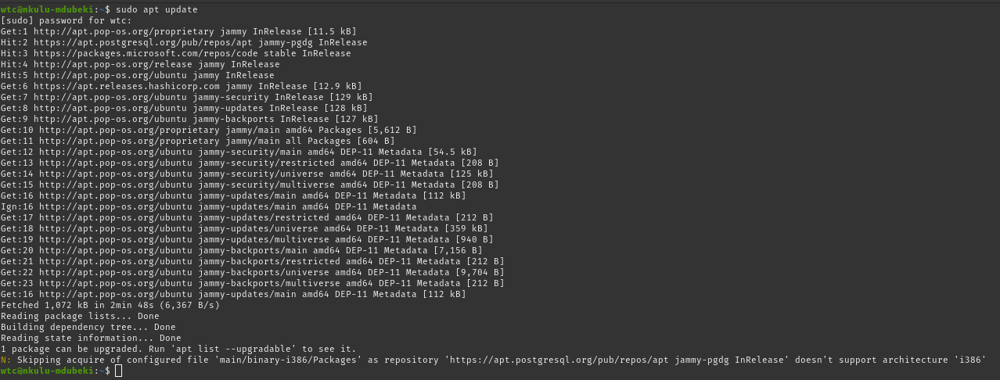 wtc@nkulu-mdubeki:~$ sudo apt update
[sudo] password for wtc:
Get:1 http://apt.pop-os.org/proprietary jammy InRelease [11.5 kB]
Hit:2 https://apt.postgresql.org/pub/repos/apt jammy-pgdg InRelease
Hit:3 https://packages.microsoft.com/repos/code stable InRelease
Hit:4 http://apt.pop-os.org/release jammy InRelease
Hit:5 http://apt.pop-os.org/ubuntu jammy InRelease
Get:6 https://apt.releases.hashicorp.com jammy InRelease [12.9 kB]
Get:7 http://apt.pop-os.org/ubuntu jammy-security InRelease [129 kB]
Get:8 http://apt.pop-os.org/ubuntu jammy-updates InRelease [128 kB]
Get:9 http://apt.pop-os.org/ubuntu jammy-backports InRelease [127 kB]
Get:10 http://apt.pop-os.org/proprietary jammy/main amd64 Packages [5,612 B]
Get:11 http://apt.pop-os.org/proprietary jammy/main all Packages [604 B]
Get:12 http://apt.pop-os.org/ubuntu jammy-security/main amd64 DEP-11 Metadata [54.5 kB]
Get:13 http://apt.pop-os.org/ubuntu jammy-security/restricted amd64 DEP-11 Metadata [208 B]
Get:14 http://apt.pop-os.org/ubuntu jammy-security/universe amd64 DEP-11 Metadata [125 kB]
Get:15 http://apt.pop-os.org/ubuntu jammy-security/multiverse amd64 DEP-11 Metadata [208 B]
Get:16 http://apt.pop-os.org/ubuntu jammy-updates/main amd64 DEP-11 Metadata [112 kB]
Ign:16 http://apt.pop-os.org/ubuntu jammy-updates/main amd64 DEP-11 Metadata
Get:17 http://apt.pop-os.org/ubuntu jammy-updates/restricted amd64 DEP-11 Metadata [212 B]
Get:18 http://apt.pop-os.org/ubuntu jammy-updates/universe amd64 DEP-11 Metadata [359 kB]
Get:19 http://apt.pop-os.org/ubuntu jammy-updates/multiverse amd64 DEP-11 Metadata [940 B]
Get:20 http://apt.pop-os.org/ubuntu jammy-backports/main amd64 DEP-11 Metadata [7,156 B]
Get:21 http://apt.pop-os.org/ubuntu jammy-backports/restricted amd64 DEP-11 Metadata [212 B]
Get:22 http://apt.pop-os.org/ubuntu jammy-backports/universe amd64 DEP-11 Metadata [9,704 B]
Get:23 http://apt.pop-os.org/ubuntu jammy-backports/multiverse amd64 DEP-11 Metadata [212 B]
Get:16 http://apt.pop-os.org/ubuntu jammy-updates/main amd64 DEP-11 Metadata [112 kB]
Fetched 1,072 kB in 2min 48s (6,367 B/s)
Reading package lists... Done
Building dependency tree... Done
Reading state information... Done
1 package can be upgraded. Run 'apt list --upgradable' to see it.
N: Skipping acquire of configured file 'main/binary-i386/Packages' as repository 'https://apt.postgresql.org/pub/repos/apt jammy-pgdg InRelease' doesn't support architecture 'i386'
wtc@nkulu-mdubeki:~$